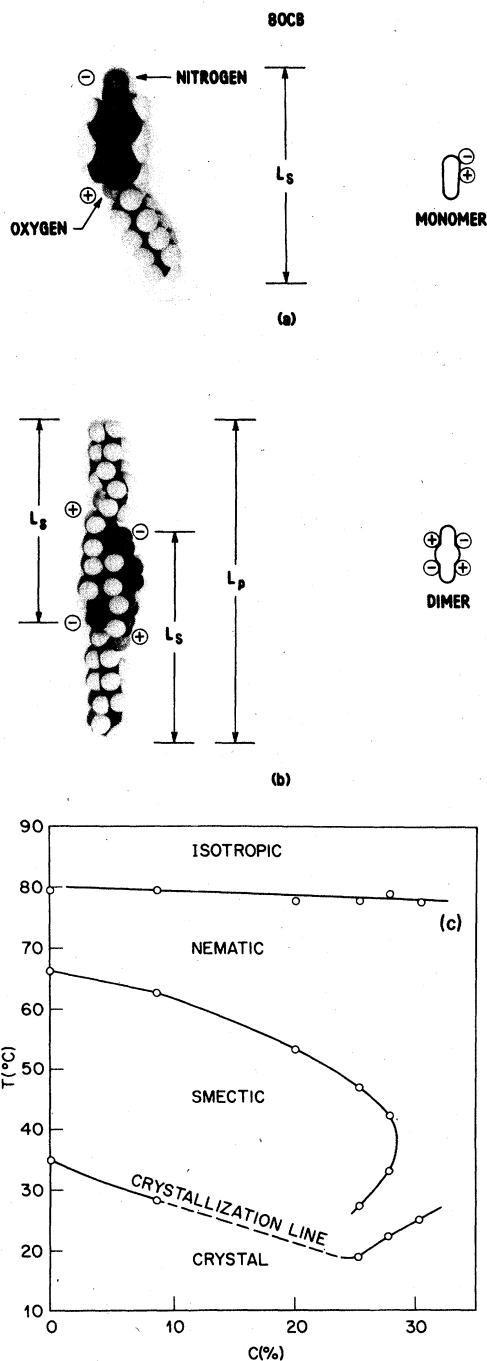 8OCB
⊖ NITROGEN
L_S
⊖
⊕
⊕
OXYGEN
MONOMER
(a)
⊕
L_S
⊖
⊖
L_S
⊕
L_p
⊕ ⊖
⊖ ⊕
DIMER
(b)
90
ISOTROPIC
80
(c)
NEMATIC
70
60
T(°C)
50
SMECTIC
40
30
CRYSTALLIZATION LINE
20
CRYSTAL
10
0 10 20 30
C(%)